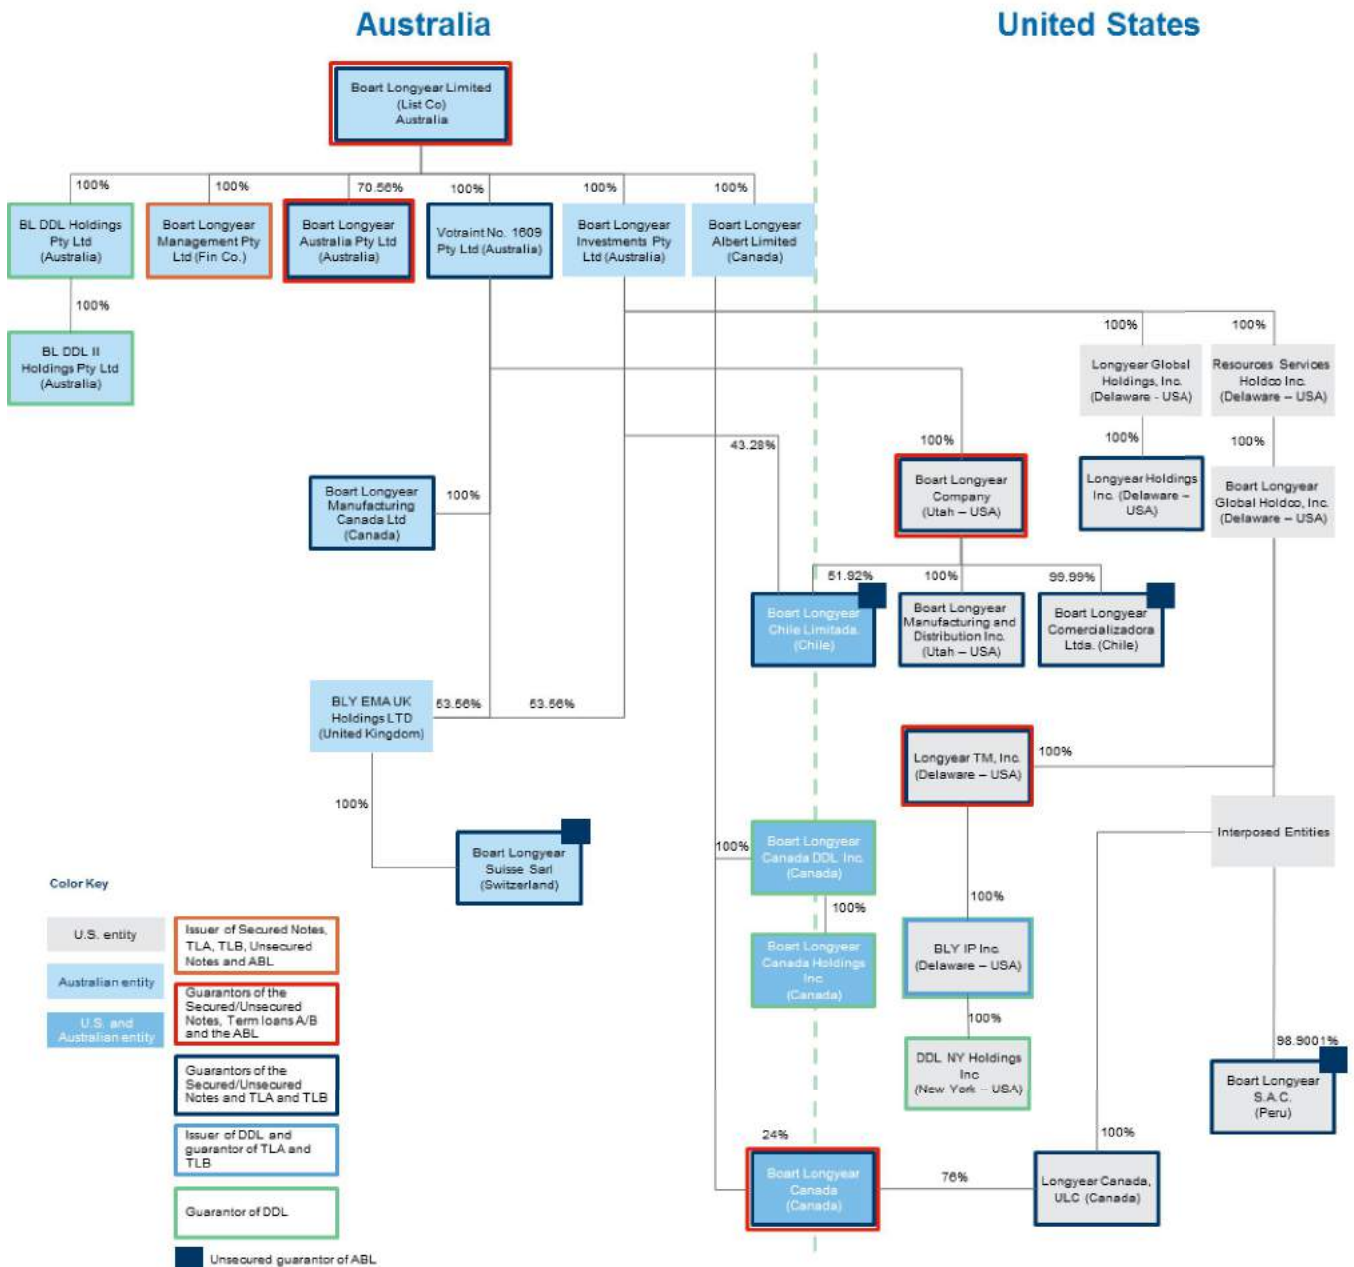 Australia
United States
Boart Longyear Limited
(List Co)
Australia
100%
100%
70.56%
100%
100%
100%
BL DDL Holdings
Pty Ltd
(Australia)
Boart Longyear
Management Pty
Ltd (Fin Co.)
Boart Longyear
Australia Pty Ltd
(Australia)
Votraint No. 1609
Pty Ltd (Australia)
Boart Longyear
Investments Pty
Ltd (Australia)
Boart Longyear
Albert Limited
(Canada)
100%
BL DDL II
Holdings Pty Ltd
(Australia)
100%
100%
Longyear Global
Holdings, Inc.
(Delaware - USA)
Resources Services
Holdco Inc.
(Delaware – USA)
43.28%
100%
100%
100%
Boart Longyear
Company
(Utah – USA)
Longyear Holdings
Inc. (Delaware –
USA)
Boart Longyear
Global Holdco, Inc.
(Delaware – USA)
Boart Longyear
Manufacturing
Canada Ltd
(Canada)
100%
51.92%
100%
99.99%
Boart Longyear
Chile Limitada.
(Chile)
Boart Longyear
Manufacturing and
Distribution Inc.
(Utah – USA)
Boart Longyear
Comercializadora
Ltda. (Chile)
BLY EMA UK
Holdings LTD
(United Kingdom)
53.56%
53.56%
Longyear TM, Inc.
(Delaware – USA)
100%
100%
Boart Longyear
Suisse Sarl
(Switzerland)
100%
Boart Longyear
Canada DDL Inc.
(Canada)
Interposed Entities
100%
100%
Boart Longyear
Canada Holdings
Inc.
(Canada)
BLY IP Inc.
(Delaware – USA)
100%
DDL NY Holdings
Inc
(New York – USA)
98.9001%
Boart Longyear
S.A.C.
(Peru)
24%
Boart Longyear
Canada
(Canada)
76%
100%
Longyear Canada,
ULC (Canada)
Color Key
U.S. entity
Australian entity
U.S. and
Australian entity
Issuer of Secured Notes,
TLA, TLB, Unsecured
Notes and ABL
Guarantors of the
Secured/Unsecured
Notes, Term loans A/B
and the ABL
Guarantors of the
Secured/Unsecured
Notes and TLA and TLB
Issuer of DDL and
guarantor of TLA and
TLB
Guarantor of DDL
Unsecured guarantor of ABL